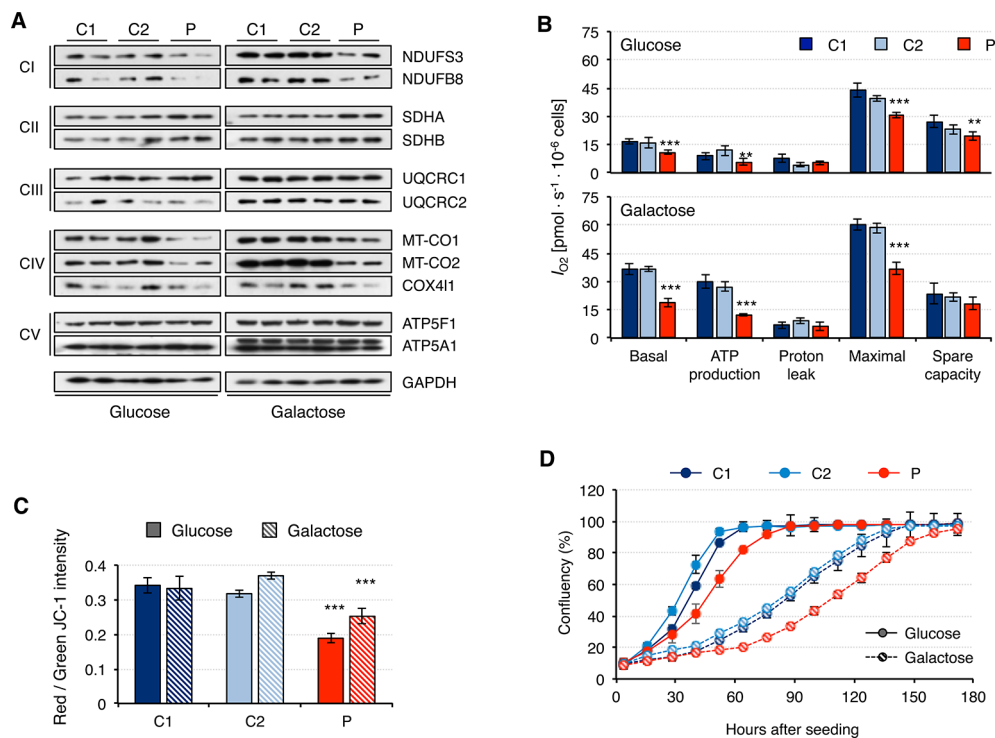 A
C1 C2 P C1 C2 P
CI
NDUFS3
NDUFB8
CII
SDHA
SDHB
CIII
UQCRC1
UQCRC2
CIV
MT-CO1
MT-CO2
COX4I1
CV
ATP5F1
ATP5A1
GAPDH
Glucose Galactose
B
75
60
45
30
15
0
Glucose
C1 C2 P
***
**
***
**
75
60
45
30
15
0
Galactose
***
***
***
IO2 [pmol · s-1 · 10-6 cells]
Basal ATP production Proton leak Maximal Spare capacity
C
Glucose Galactose
Red / Green JC-1 intensity
0.4
0.3
0.2
0.1
0
***
***
C1 C2 P
D
C1 C2 P
Confluency (%)
120
100
80
60
40
20
0
Glucose
Galactose
0 30 60 90 120 150 180
Hours after seeding